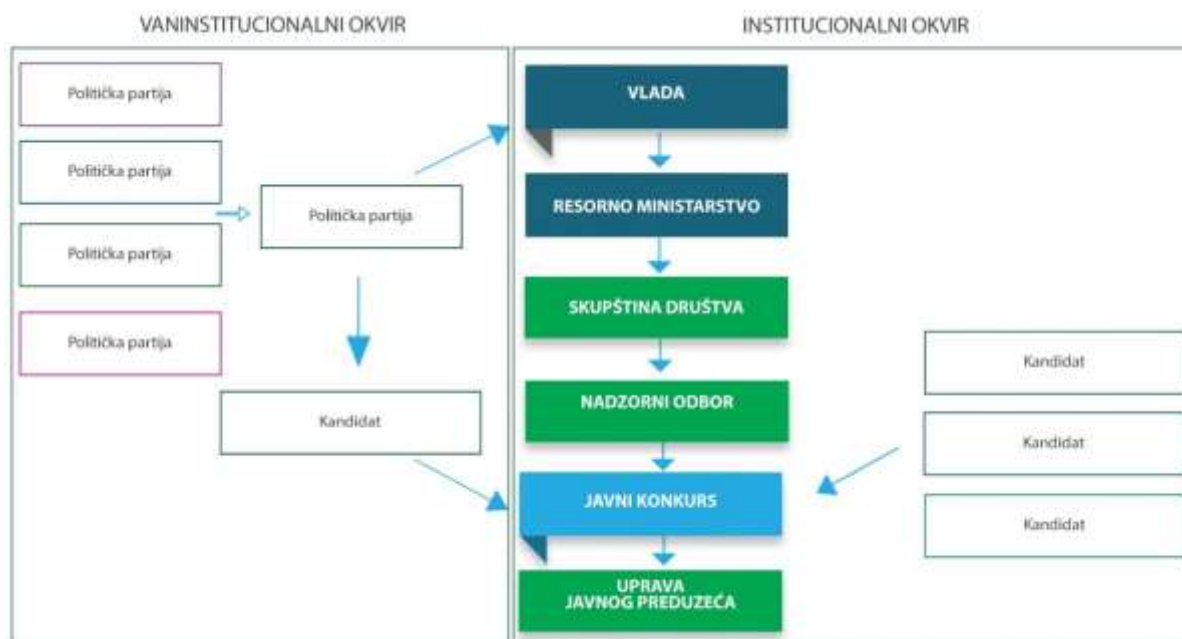 VANINSTITUCIONALNI OKVIR
Politička partija
Politička partija
Politička partija
Politička partija
Politička partija
Kandidat
INSTITUCIONALNI OKVIR
VLADA
RESORNO MINISTARSTVO
SKUPŠTINA DRUŠTVA
NADZORNI ODBOR
JAVNI KONKURS
UPRAVA
JAVNOG PREDUZEĆA
Kandidat
Kandidat
Kandidat